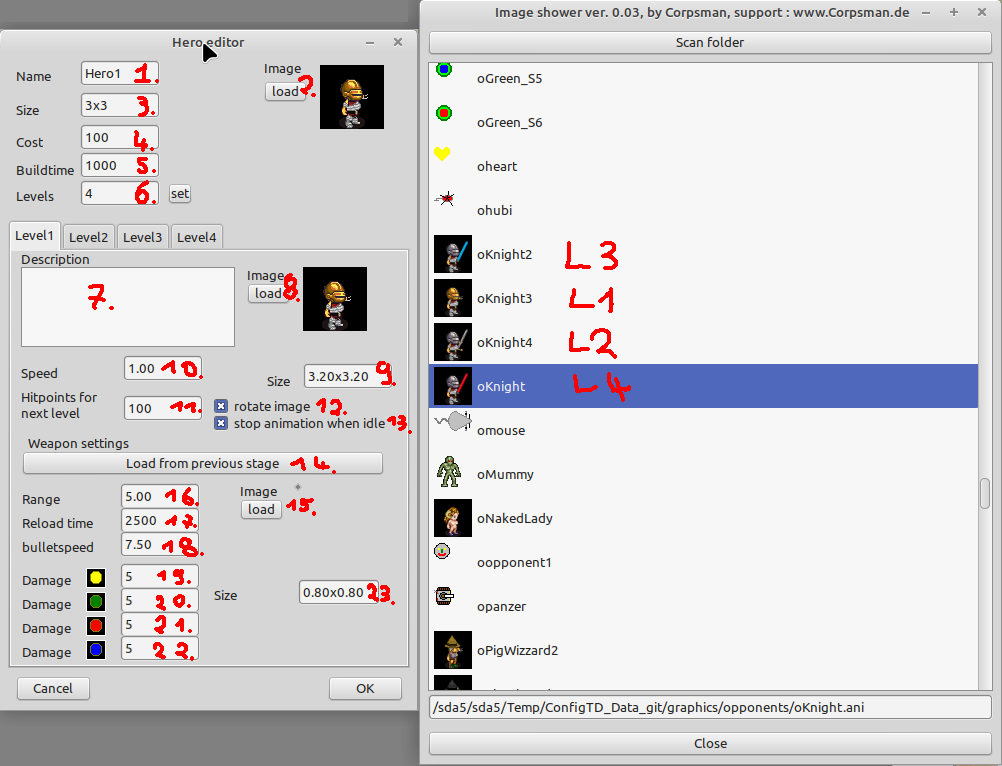 Hero editor
Name Hero1 1.
Image
load 2.
Size 3x3 3.
Cost 100 4.
Buildtime 1000 5.
Levels 4 6. set
Level1 Level2 Level3 Level4
Description
7.
Image
load 8.
Speed 1.00 10.
Size 3.20x3.20 9.
Hitpoints for
next level 100 11.
rotate image 12.
stop animation when idle 13.
Weapon settings
Load from previous stage 14.
Range 5.00 16.
Image
Reload time 2500 17.
load 15.
bulletspeed 7.50 18.
Damage 5 19.
Damage 5 20.
Size 0.80x0.80 23.
Damage 5 21.
Damage 5 22.
Cancel OK
Image shower ver. 0.03, by Corpsman, support : www.Corpsman.de
Scan folder
oGreen_S5
oGreen_S6
oheart
ohubi
oKnight2 L3
oKnight3 L1
oKnight4 L2
oKnight L4
omouse
oMummy
oNakedLady
oopponent1
opanzer
oPigWizzard2
/sda5/sda5/Temp/ConfigTD_Data_git/graphics/opponents/oKnight.ani
Close